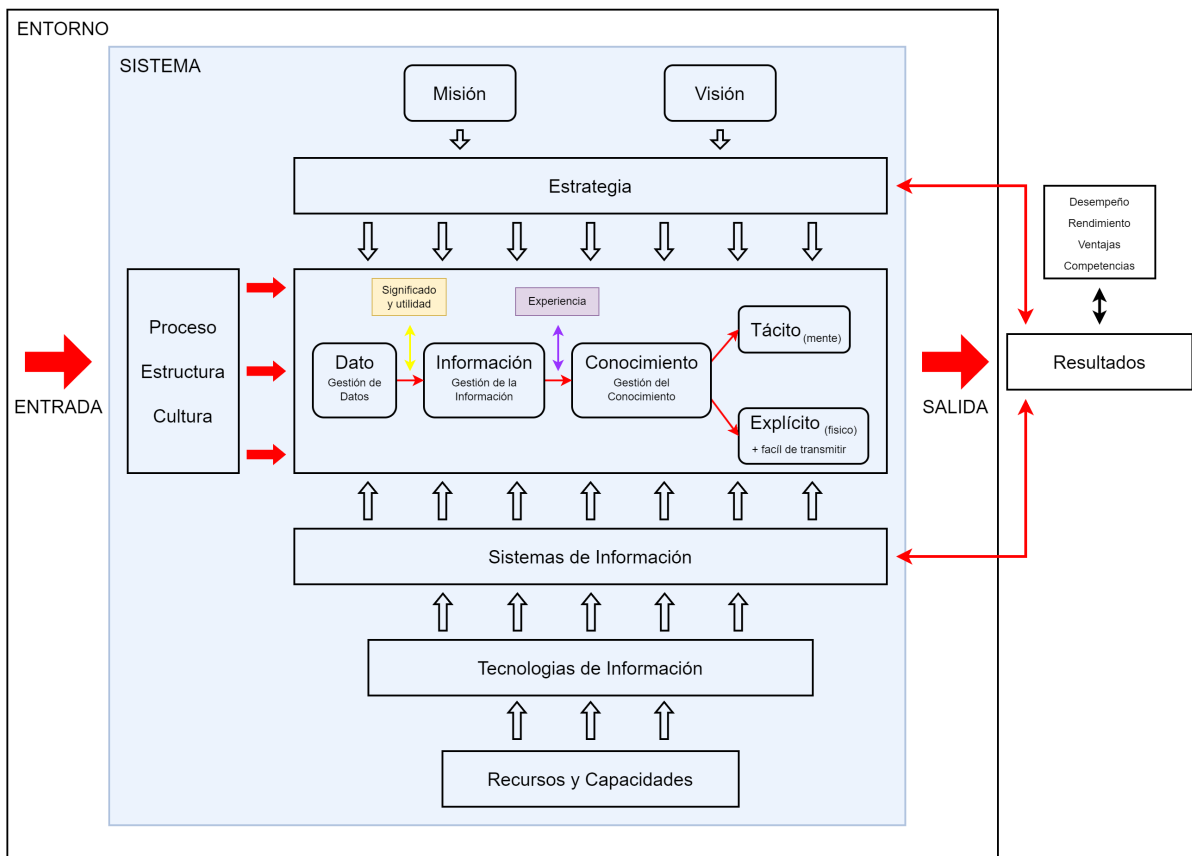 ENTORNO
SISTEMA
Misión
Visión
Estrategia
Desempeño
Rendimiento
Ventajas
Competencias
Significado
y utilidad
Experiencia
Proceso
Estructura
Cultura
ENTRADA
Dato
Gestión de
Datos
Información
Gestión de la
Información
Conocimiento
Gestión del
Conocimiento
Tácito (mente)
Explícito (fisico)
+ facíl de transmitir
SALIDA
Resultados
Sistemas de Información
Tecnologias de Información
Recursos y Capacidades